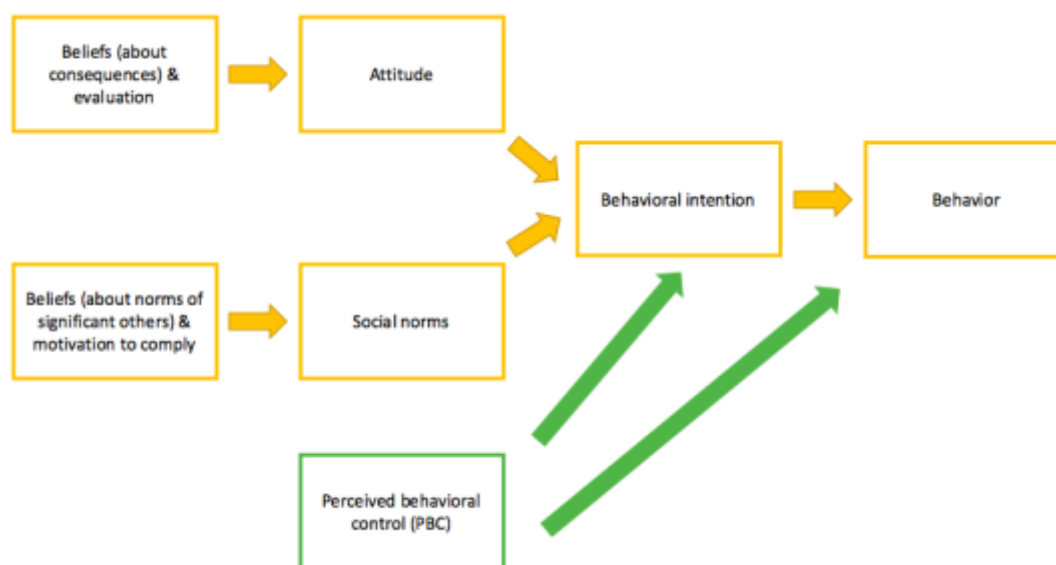 Beliefs (about
consequences) &
evaluation
Attitude
Behavioral intention
Behavior
Beliefs (about norms of
significant others) &
motivation to comply
Social norms
Perceived behavioral
control (PBC)